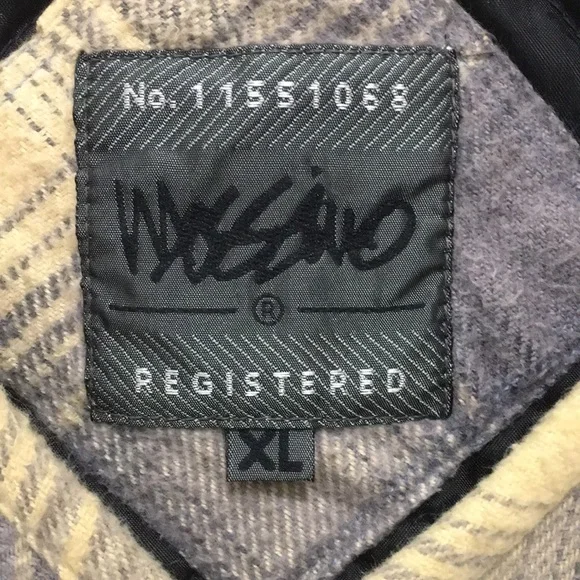 No. 11551068
Mossimo
®
REGISTERED
XL